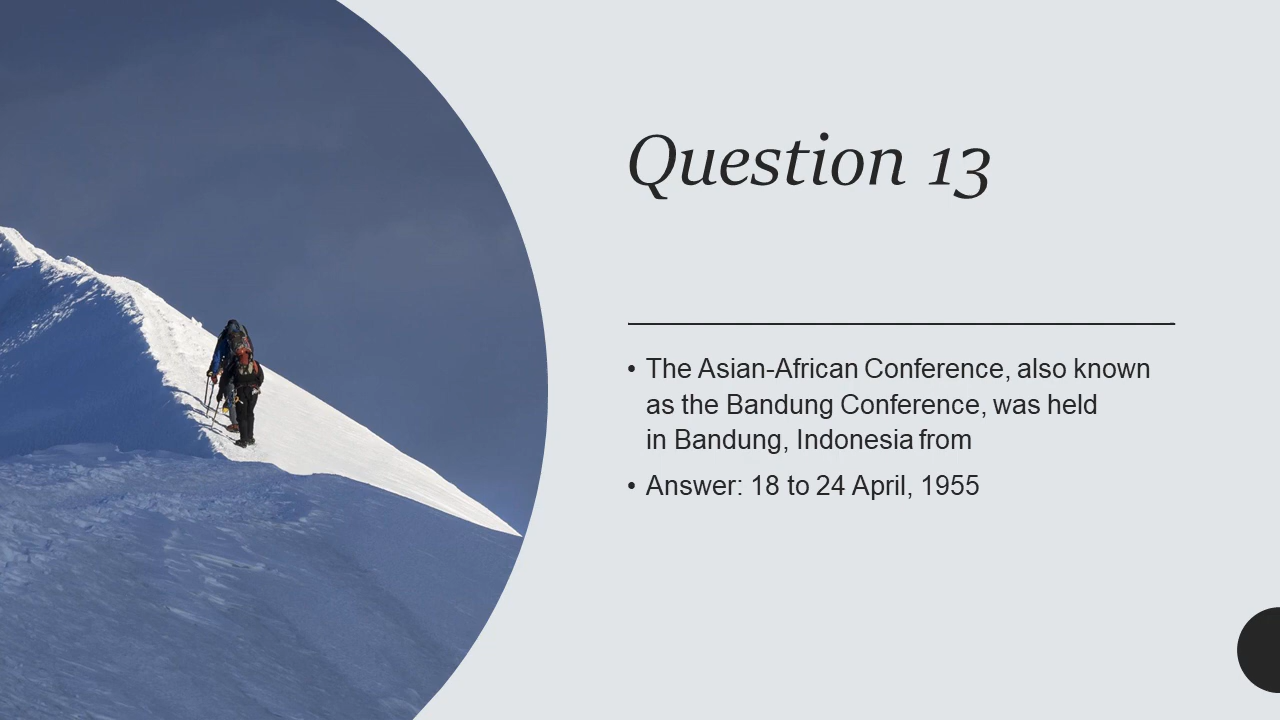 Question 13
• The Asian-African Conference, also known
as the Bandung Conference, was held
in Bandung, Indonesia from
• Answer: 18 to 24 April, 1955